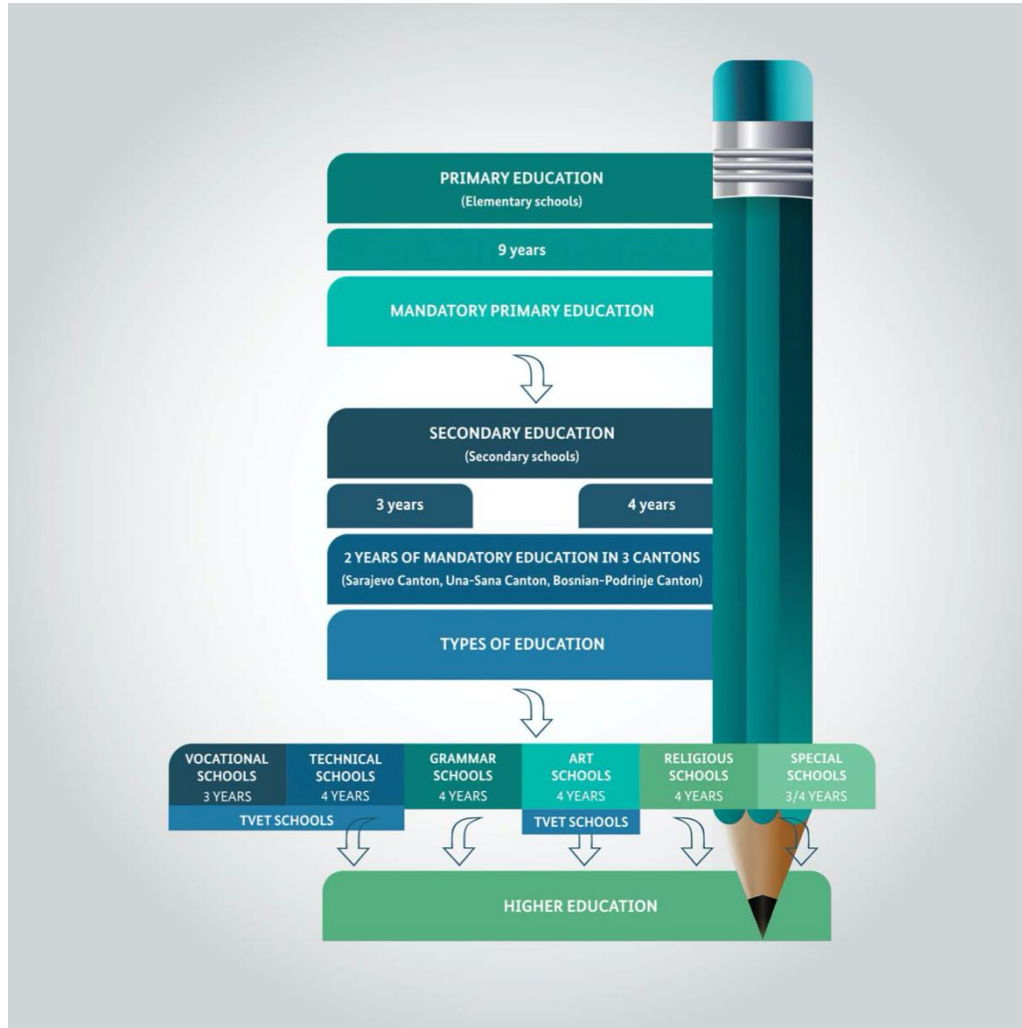 PRIMARY EDUCATION
(Elementary schools)
9 years
MANDATORY PRIMARY EDUCATION
SECONDARY EDUCATION
(Secondary schools)
3 years
4 years
2 YEARS OF MANDATORY EDUCATION IN 3 CANTONS
(Sarajevo Canton, Una-Sana Canton, Bosnian-Podrinje Canton)
TYPES OF EDUCATION
VOCATIONAL
SCHOOLS
3 YEARS
TECHNICAL
SCHOOLS
4 YEARS
TVET SCHOOLS
GRAMMAR
SCHOOLS
4 YEARS
ART
SCHOOLS
4 YEARS
TVET SCHOOLS
RELIGIOUS
SCHOOLS
4 YEARS
SPECIAL
SCHOOLS
3/4 YEARS
HIGHER EDUCATION